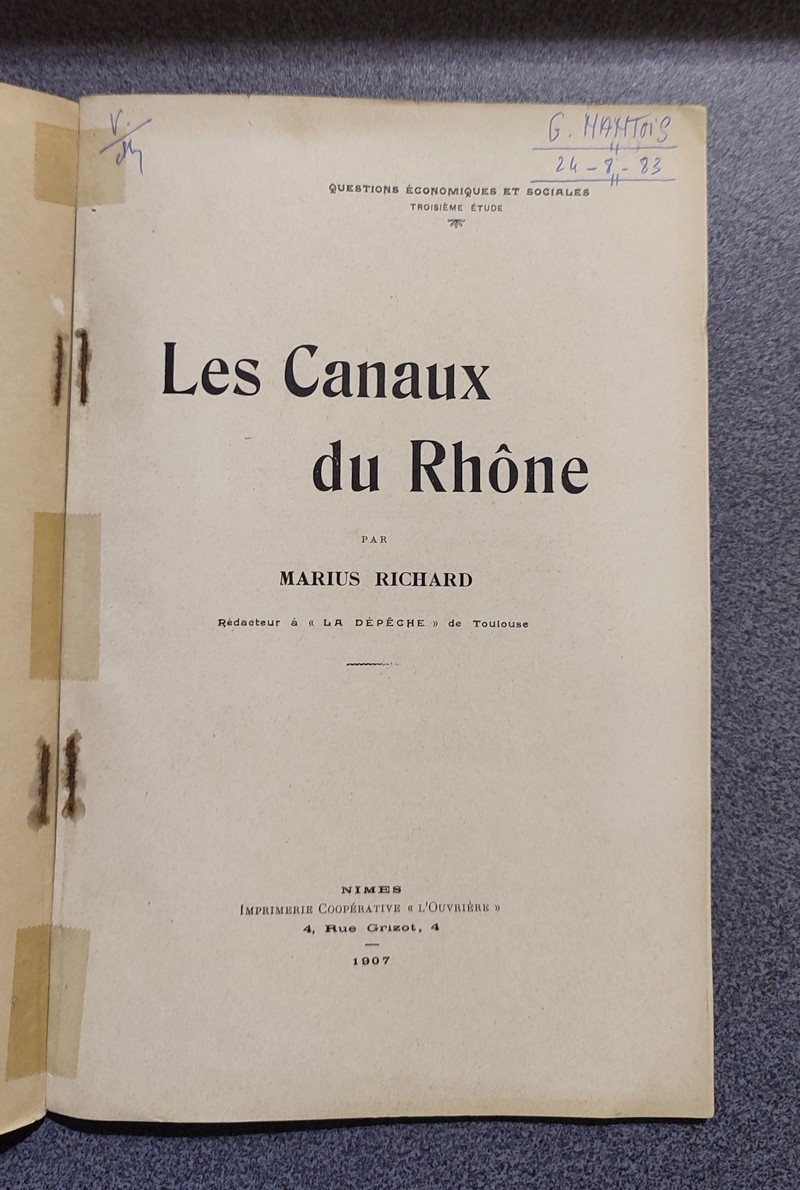 G. NANTOIS
24-8-83
QUESTIONS ÉCONOMIQUES ET SOCIALES
TROISIÈME ÉTUDE
Les Canaux
du Rhône
PAR
MARIUS RICHARD
Rédacteur à « LA DÉPÊCHE » de Toulouse
NIMES
IMPRIMERIE COOPÉRATIVE « L'OUVRIÈRE »
4, Rue Grizot, 4
1907